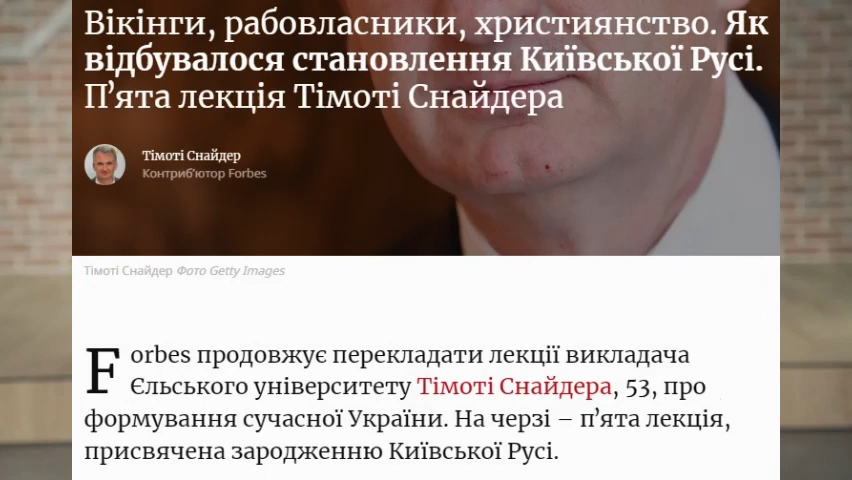 Вікінги, рабовласники, християнство. Як
відбувалося становлення Київської Русі.
П’ята лекція Тімоті Снайдера
Тімоті Снайдер
Контриб’ютор Forbes
Тімоті Снайдер Фото Getty Images
Forbes продовжує перекладати лекції викладача
Єльського університету Тімоті Снайдера, 53, про
формування сучасної України. На черзі – п’ята лекція,
присвячена зародженню Київської Русі.